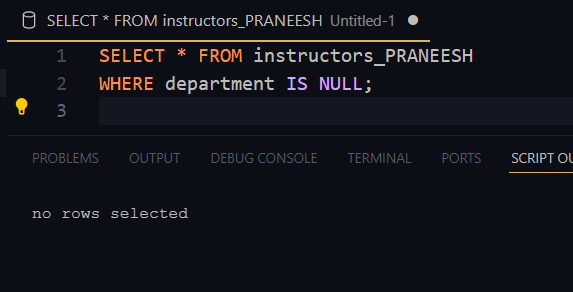 SELECT * FROM instructors_PRANEESH Untitled-1
1 SELECT * FROM instructors_PRANEESH
2 WHERE department IS NULL;
3
PROBLEMS OUTPUT DEBUG CONSOLE TERMINAL PORTS SCRIPT OU
no rows selected